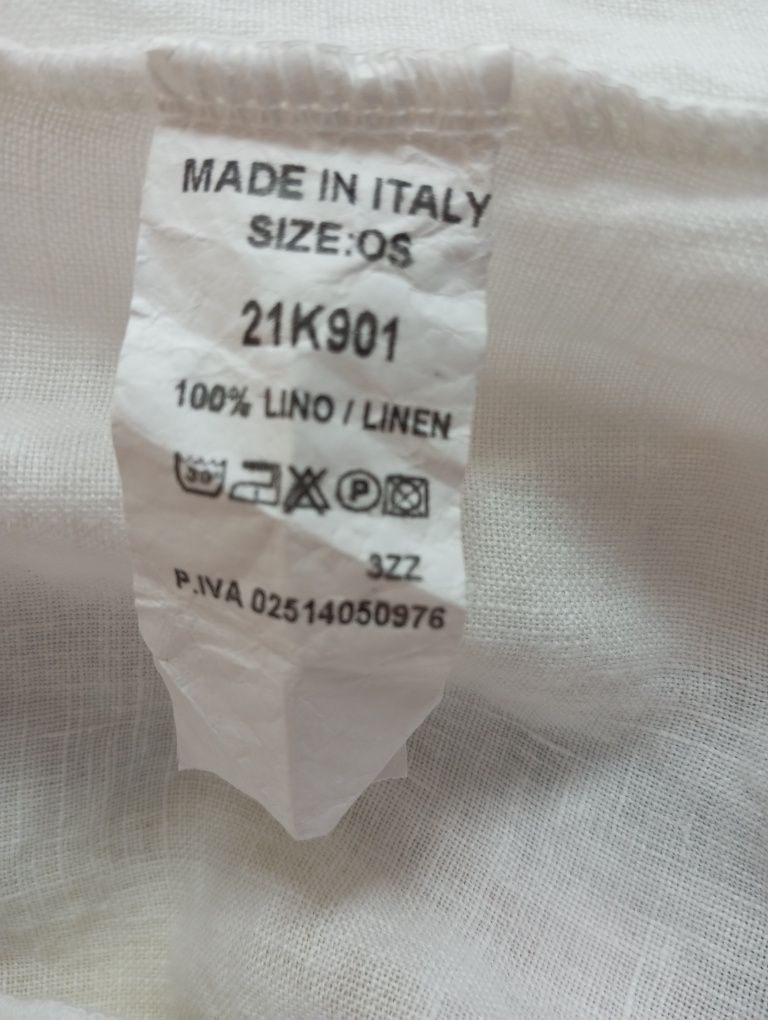 MADE IN ITALY
SIZE:OS
21K901
100% LINO / LINEN
30° P
3ZZ
P.IVA 02514050976